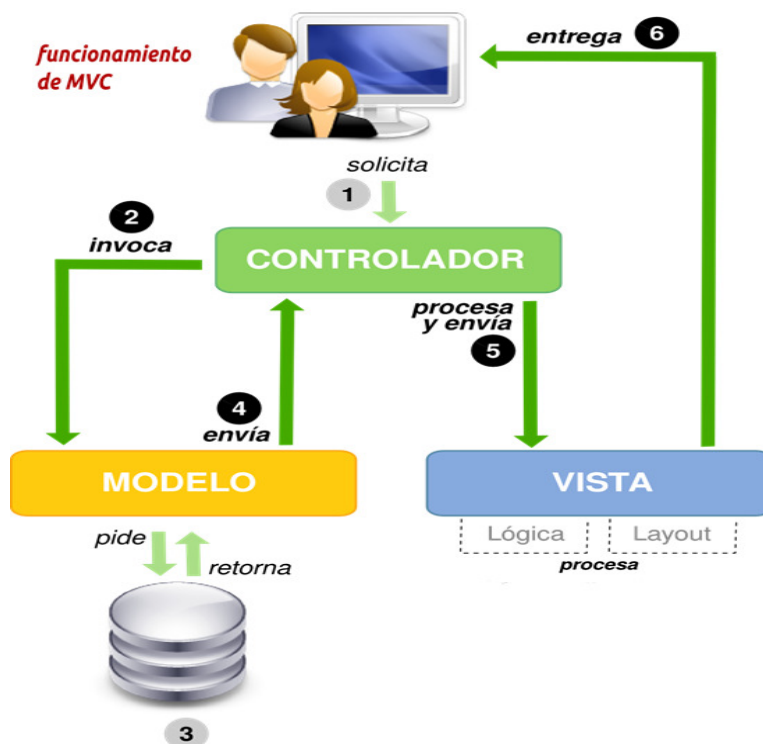 funcionamiento
de MVC
entrega 6
solicita
1
2
invoca
CONTROLADOR
procesa
y envía
5
4
envía
MODELO
VISTA
Lógica
Layout
procesa
pide
retorna
3